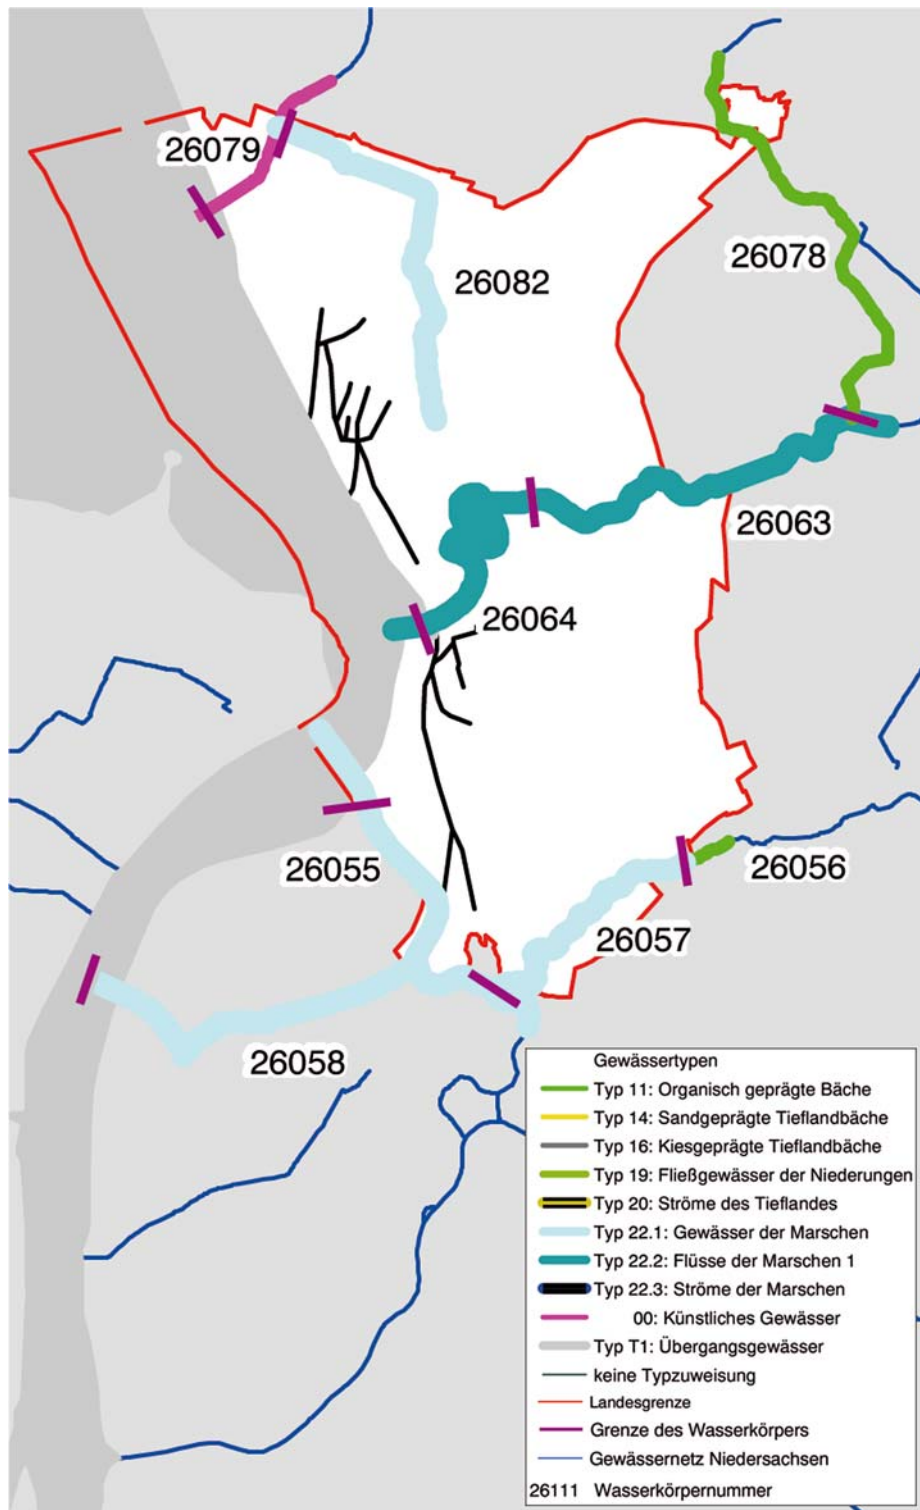 26079
26078
26082
26063
26064
26055
26056
26057
26058
Gewässertypen
Typ 11: Organisch geprägte Bäche
Typ 14: Sandgeprägte Tieflandbäche
Typ 16: Kiesgeprägte Tieflandbäche
Typ 19: Fließgewässer der Niederungen
Typ 20: Ströme des Tieflandes
Typ 22.1: Gewässer der Marschen
Typ 22.2: Flüsse der Marschen 1
Typ 22.3: Ströme der Marschen
00: Künstliches Gewässer
Typ T1: Übergangsgewässer
keine Typzuweisung
Landesgrenze
Grenze des Wasserkörpers
Gewässernetz Niedersachsen
26111 Wasserkörpernummer